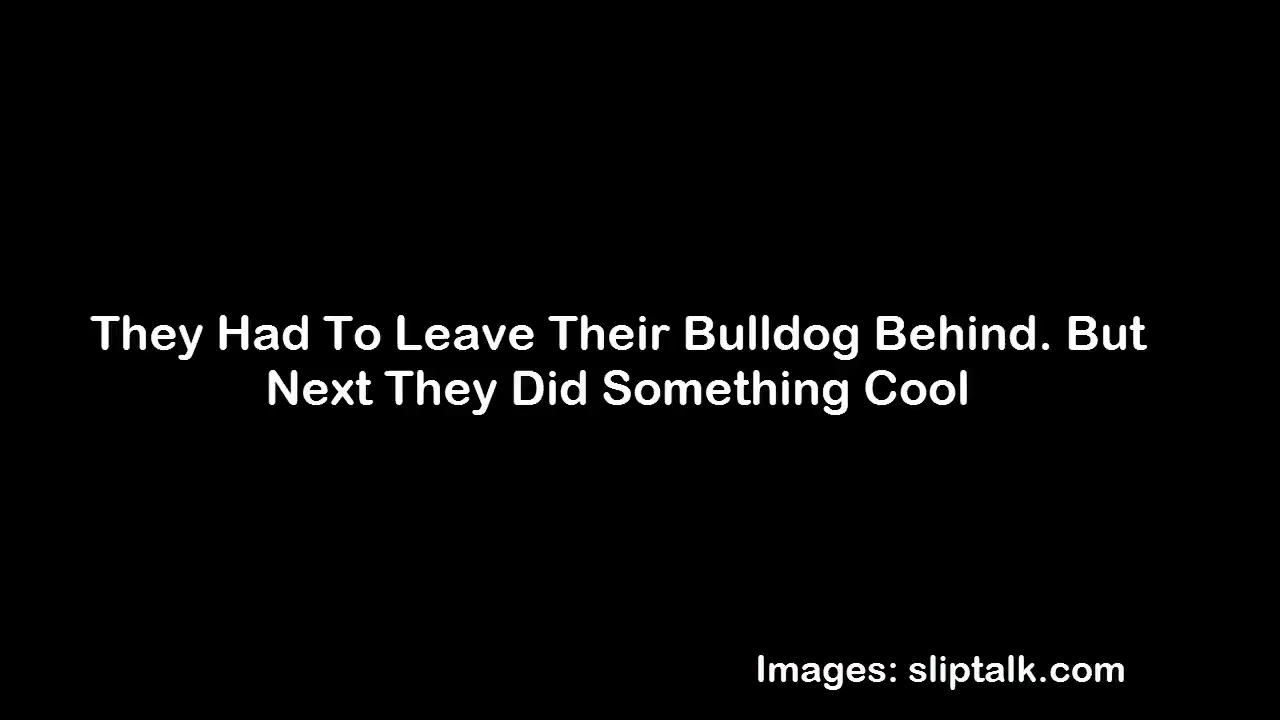 They Had To Leave Their Bulldog Behind. But
Next They Did Something Cool
Images: sliptalk.com